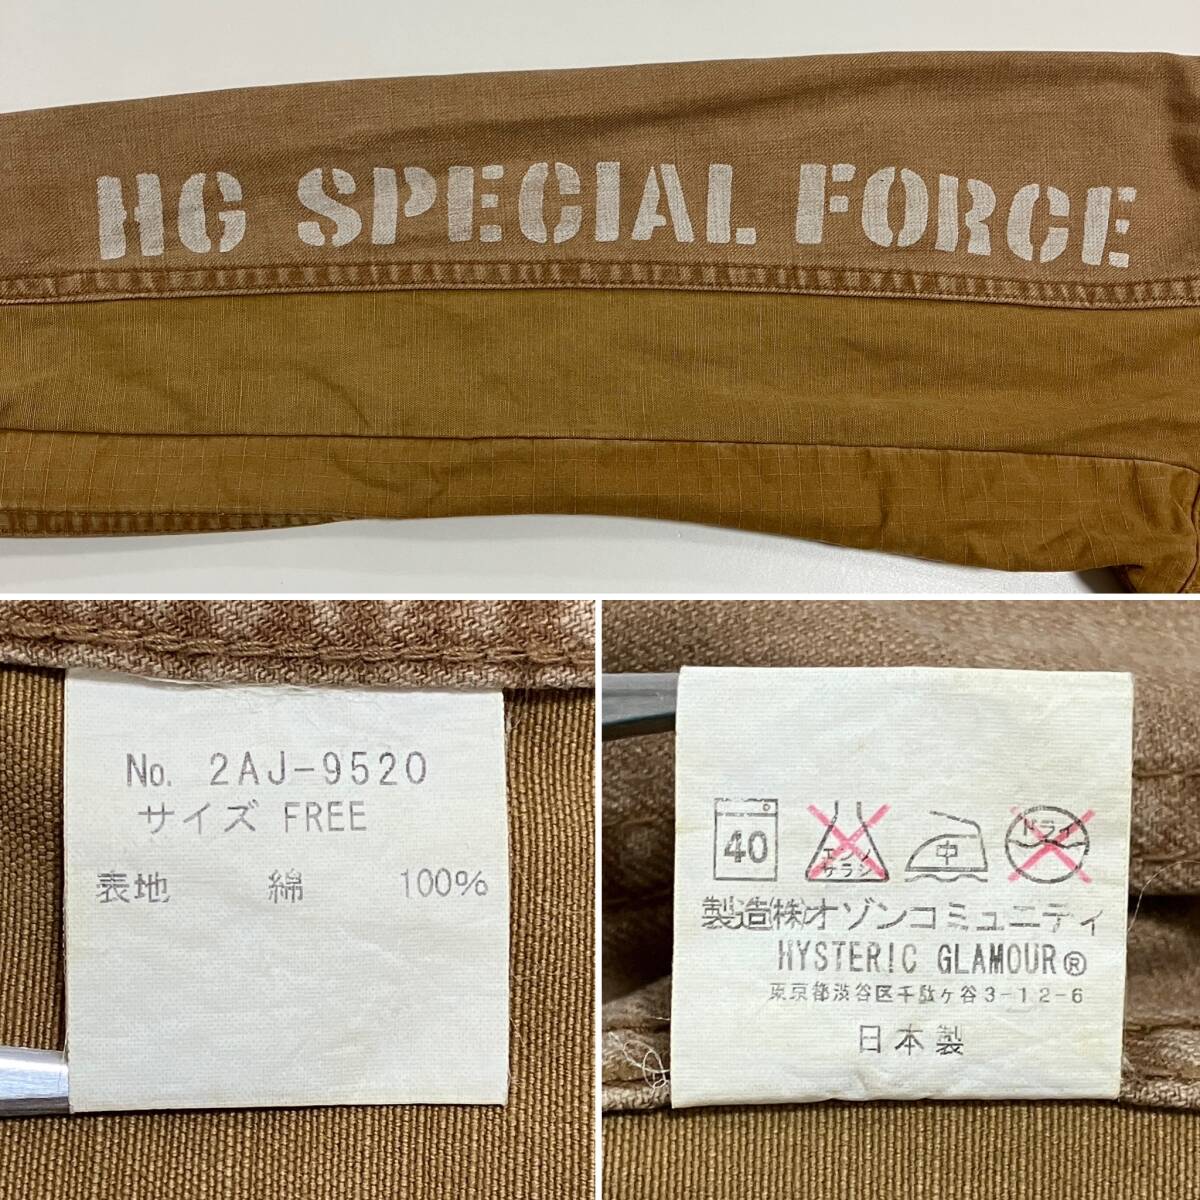 HG SPECIAL FORCE
No. 2AJ-9520
サイズ FREE
表地 綿 100%
40
エンソ
サラシ
中
ドライ
製造(株)オゾンコミュニティ
HYSTERIC GLAMOUR®
東京都渋谷区千駄ヶ谷3-12-6
日本製